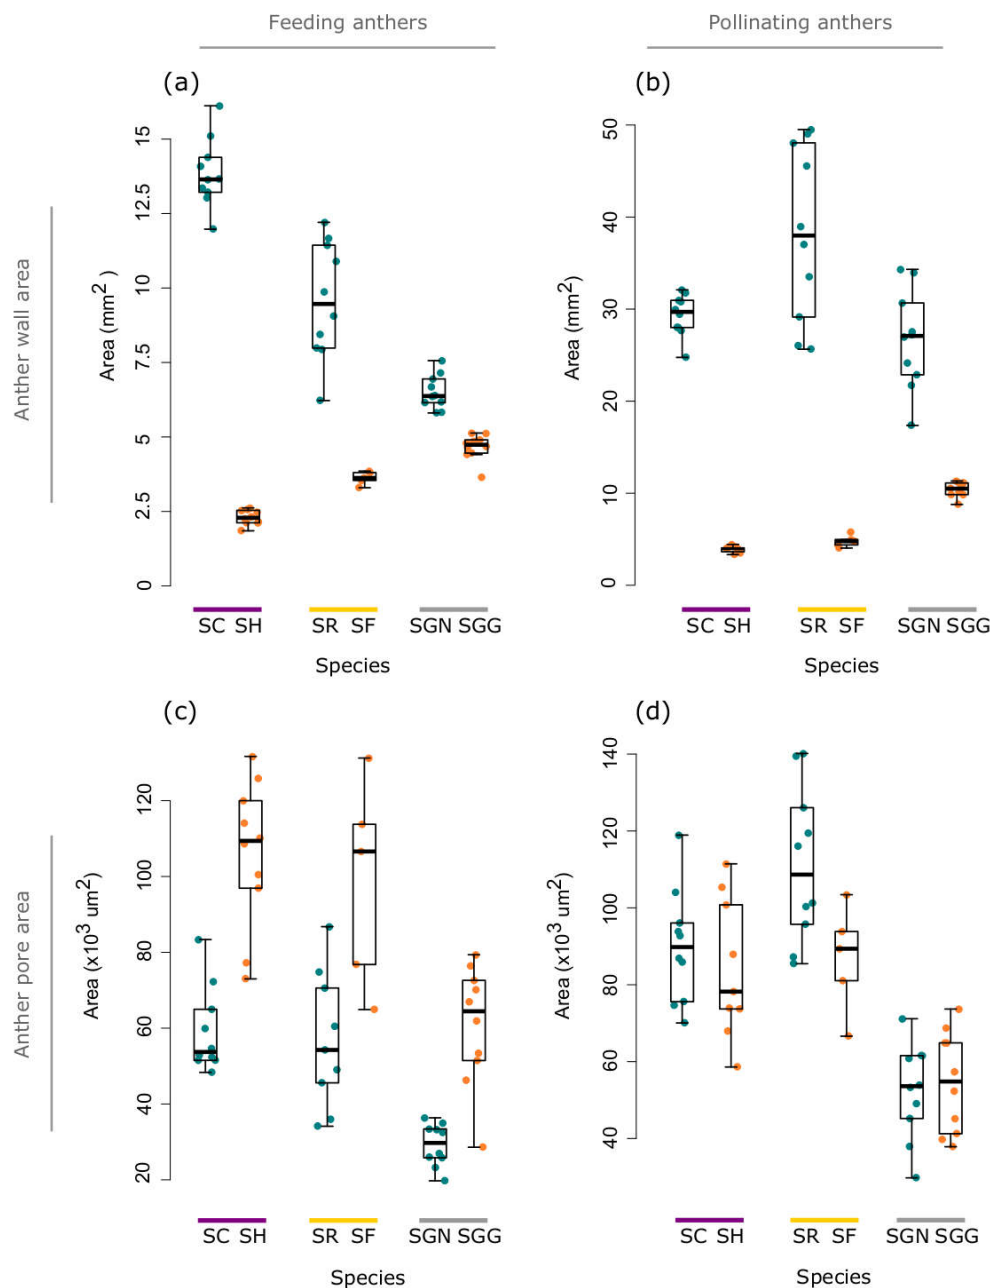 Feeding anthers
Pollinating anthers
(a)
(b)
Anther wall area
Area (mm²)
15
12.5
10
7.5
5
2.5
0
SC SH SR SF SGN SGG
Species
Area (mm²)
50
40
30
20
10
0
SC SH SR SF SGN SGG
Species
(c)
(d)
Anther pore area
Area (x10³ um²)
120
100
80
60
40
20
SC SH SR SF SGN SGG
Species
Area (x10³ um²)
140
120
100
80
60
40
SC SH SR SF SGN SGG
Species